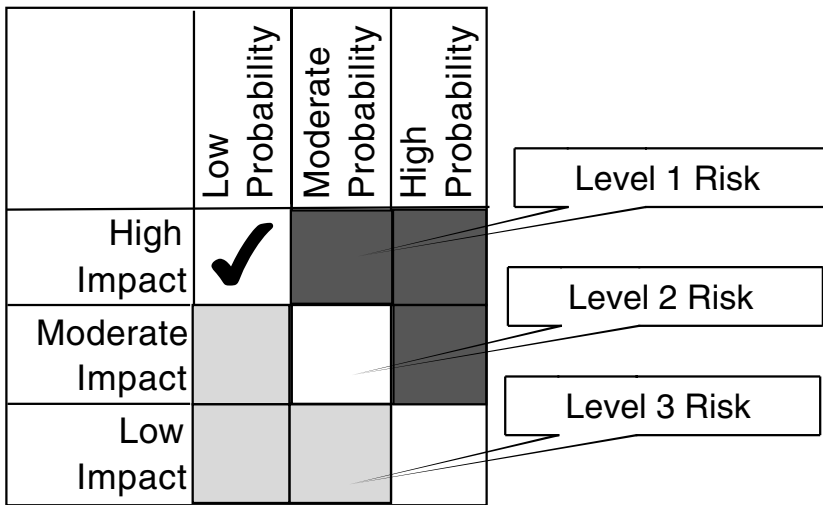 Low
Probability
Moderate
Probability
High
Probability
Level 1 Risk
High
Impact
Level 2 Risk
Moderate
Impact
Level 3 Risk
Low
Impact